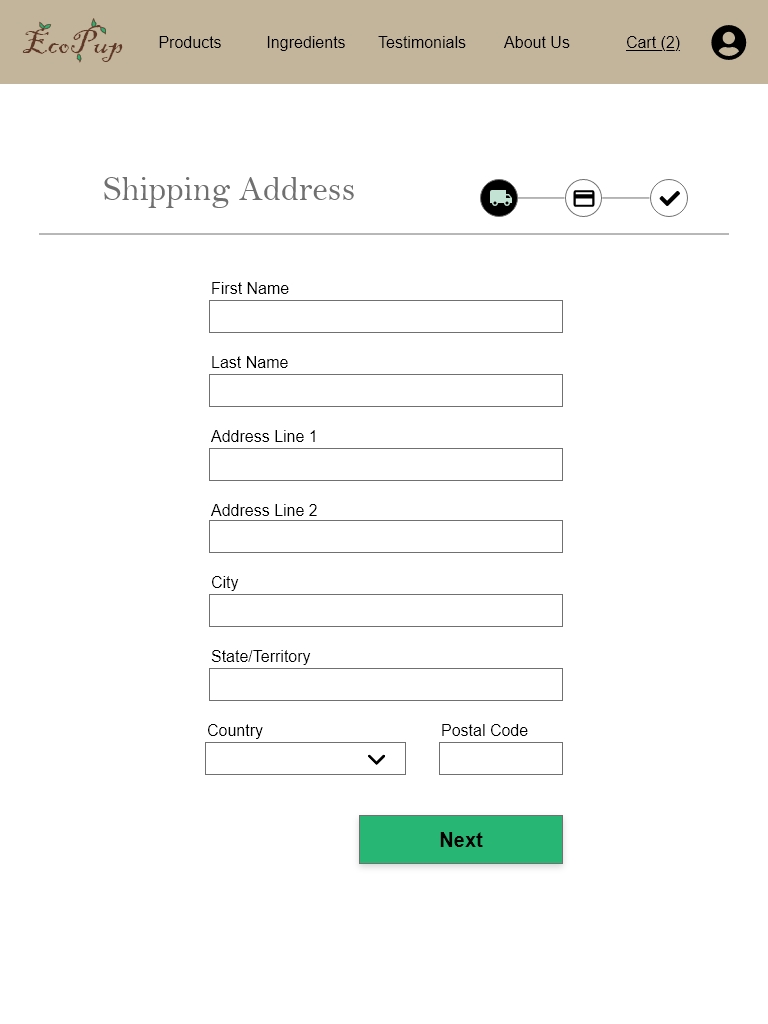 EcoPup
Products Ingredients Testimonials About Us Cart (2)
Shipping Address
First Name
Last Name
Address Line 1
Address Line 2
City
State/Territory
Country Postal Code
Next